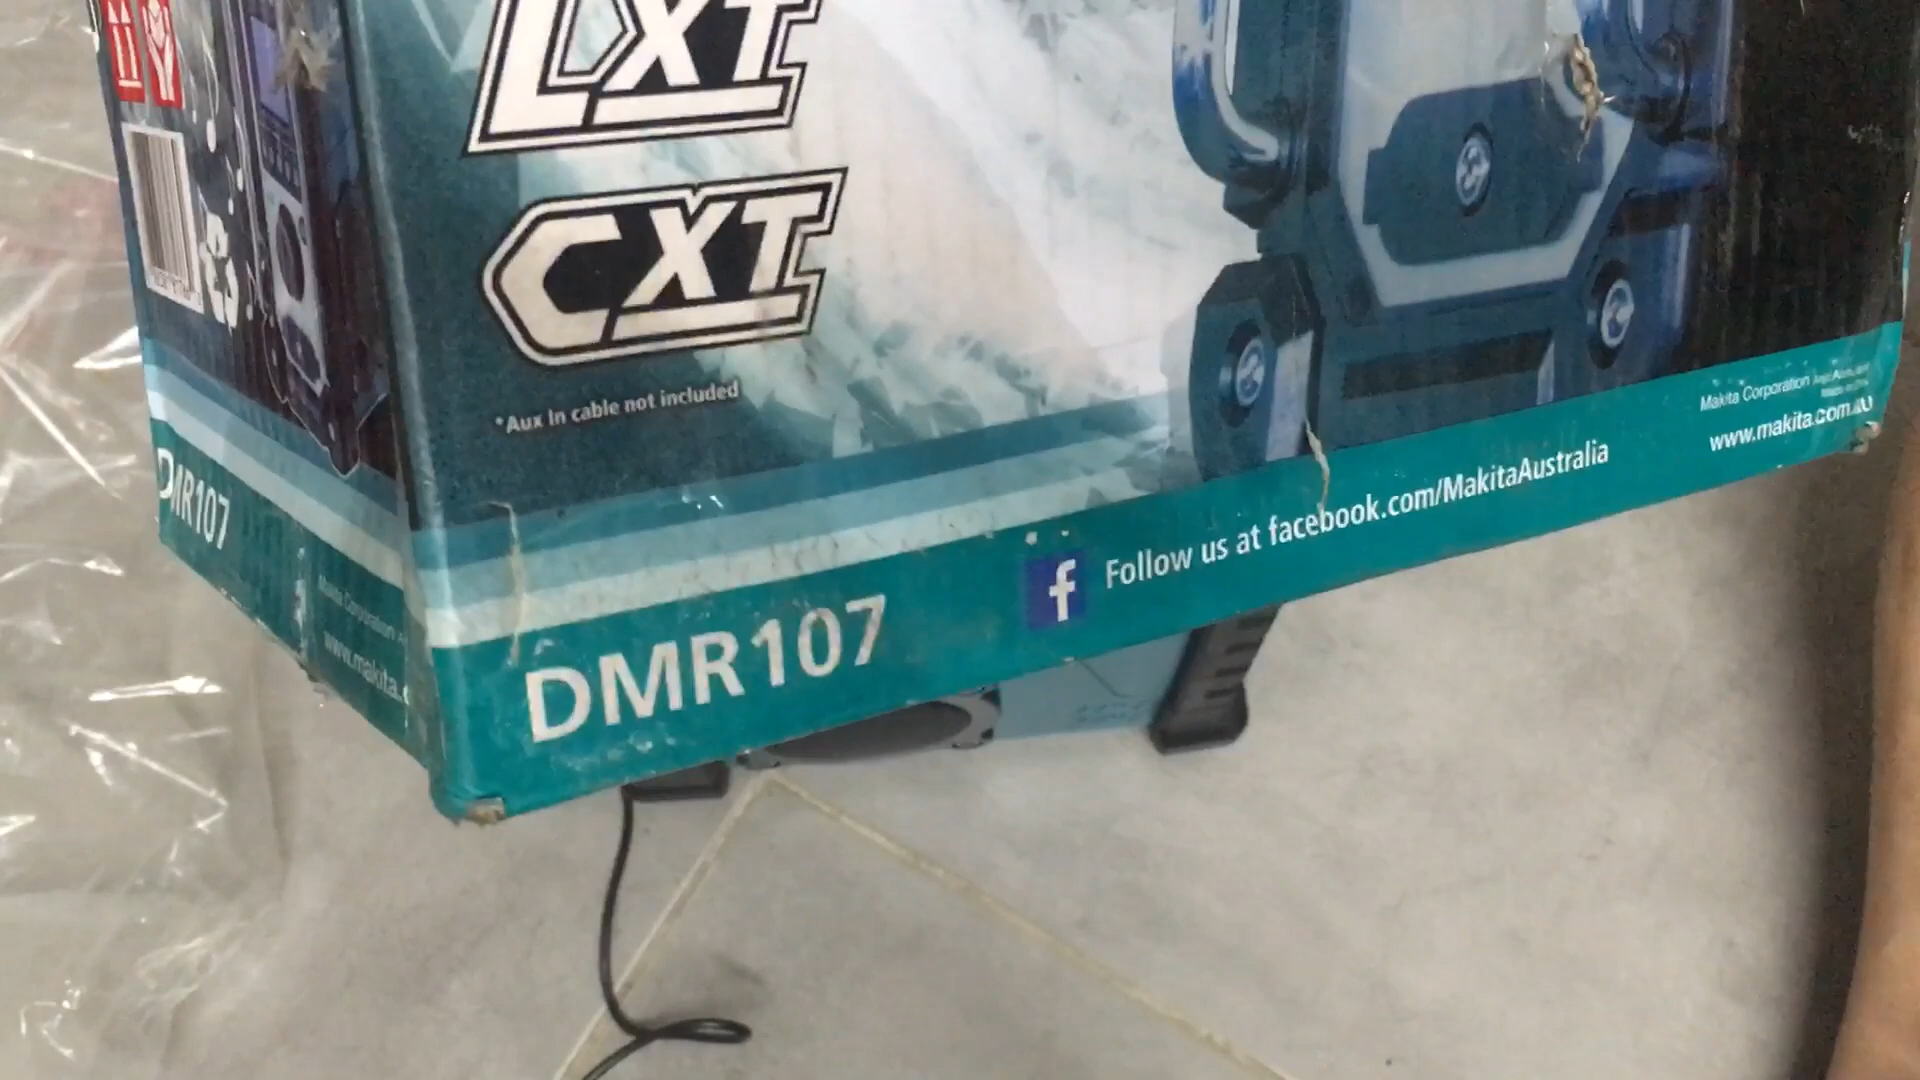 LXT
CXT
*Aux In cable not included
DMR107
www.makita.
DMR107
Follow us at facebook.com/MakitaAustralia
Makita Corporation
www.makita.com.au